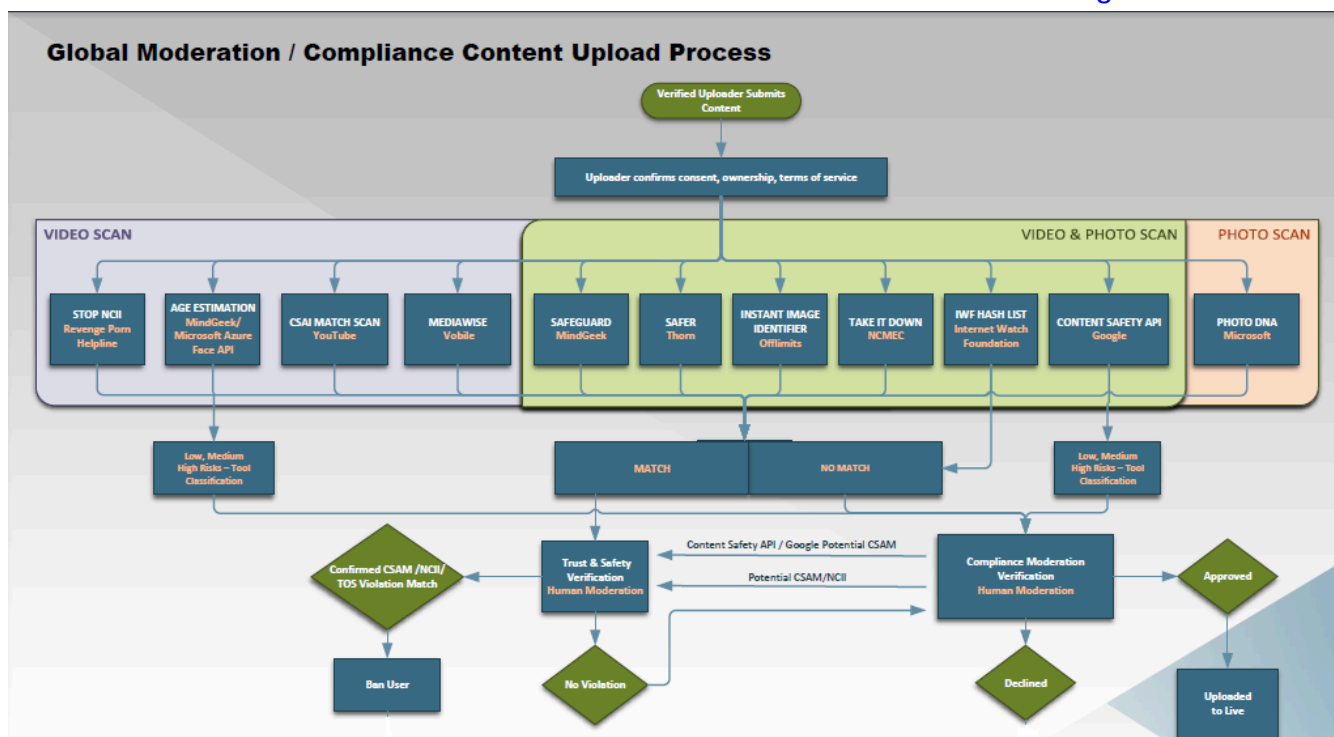 Global Moderation / Compliance Content Upload Process
Verified Uploader Submits
Content
Uploader confirms consent, ownership, terms of service
VIDEO SCAN
VIDEO & PHOTO SCAN
PHOTO SCAN
STOP NCII
Revenge Porn
Helpline
AGE ESTIMATION
MindGeek/
Microsoft Azure
Face API
CSAI MATCH SCAN
YouTube
MEDIAWISE
Vobile
SAFEGUARD
MindGeek
SAFER
Thorn
INSTANT IMAGE
IDENTIFIER
Offlimits
TAKE IT DOWN
NCMEC
IWF HASH LIST
Internet Watch
Foundation
CONTENT SAFETY API
Google
PHOTO DNA
Microsoft
Low, Medium
High Risks – Tool
Classification
MATCH
NO MATCH
Low, Medium
High Risks – Tool
Classification
Confirmed CSAM /NCII/
TOS Violation Match
Trust & Safety
Verification
Human Moderation
Content Safety API / Google Potential CSAM
Potential CSAM/NCII
Compliance Moderation
Verification
Human Moderation
Approved
Ban User
No Violation
Declined
Uploaded
to Live